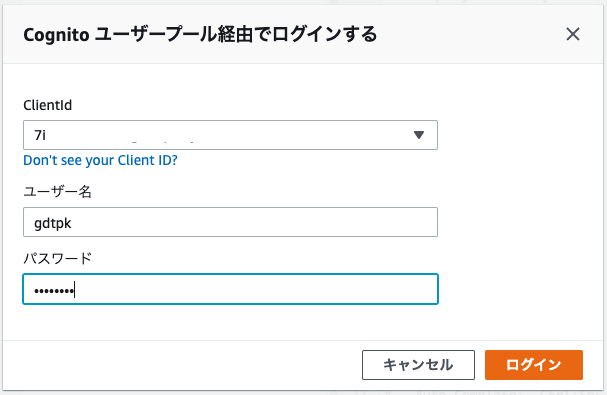 Cognito ユーザープール経由でログインする
ClientId
7i
Don't see your Client ID?
ユーザー名
gdtpk
パスワード
••••••••
キャンセル
ログイン